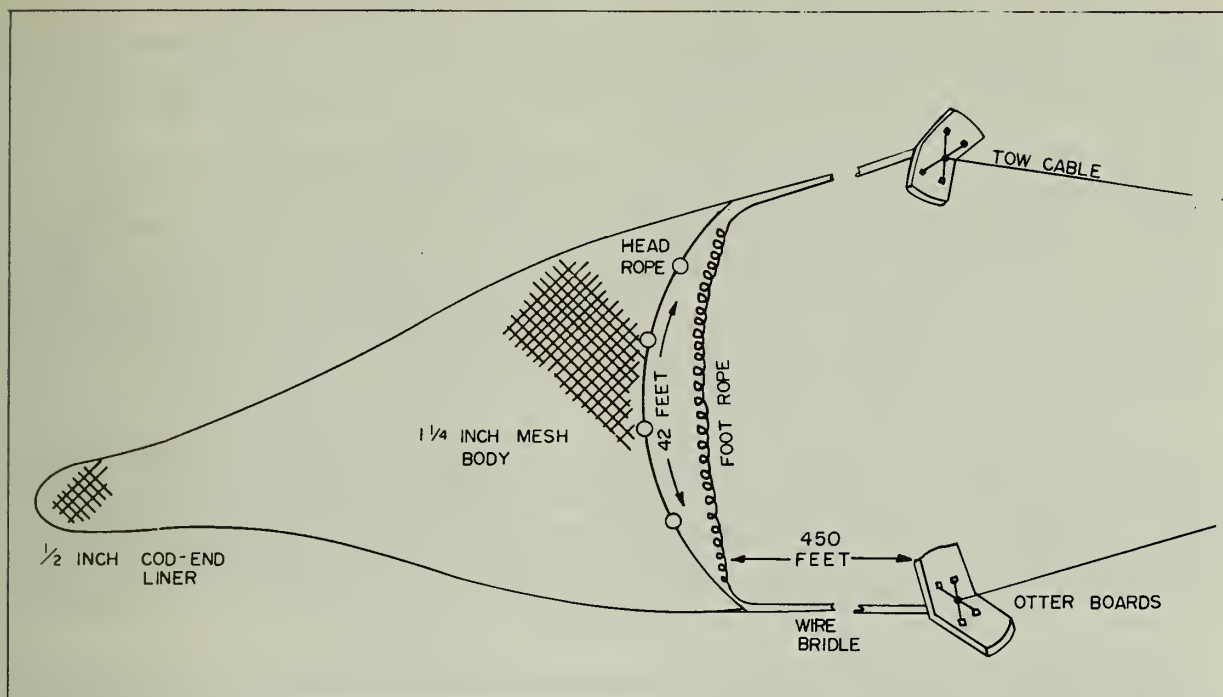 TOW CABLE
HEAD
ROPE
42 FEET
FOOT ROPE
1 1/4 INCH MESH
BODY
450
FEET
1/2 INCH COD-END
LINER
OTTER BOARDS
WIRE
BRIDLE